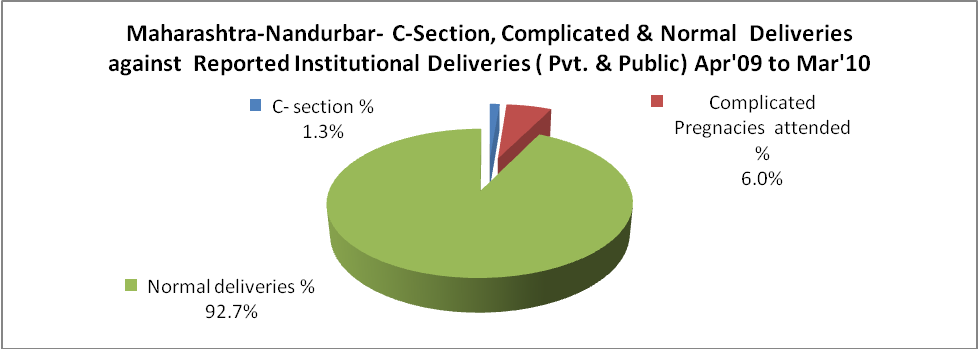 Maharashtra-Nandurbar- C-Section, Complicated & Normal Deliveries
against Reported Institutional Deliveries ( Pvt. & Public) Apr'09 to Mar'10
C- section %
1.3%
Complicated
Pregnacies attended
%
6.0%
Normal deliveries %
92.7%